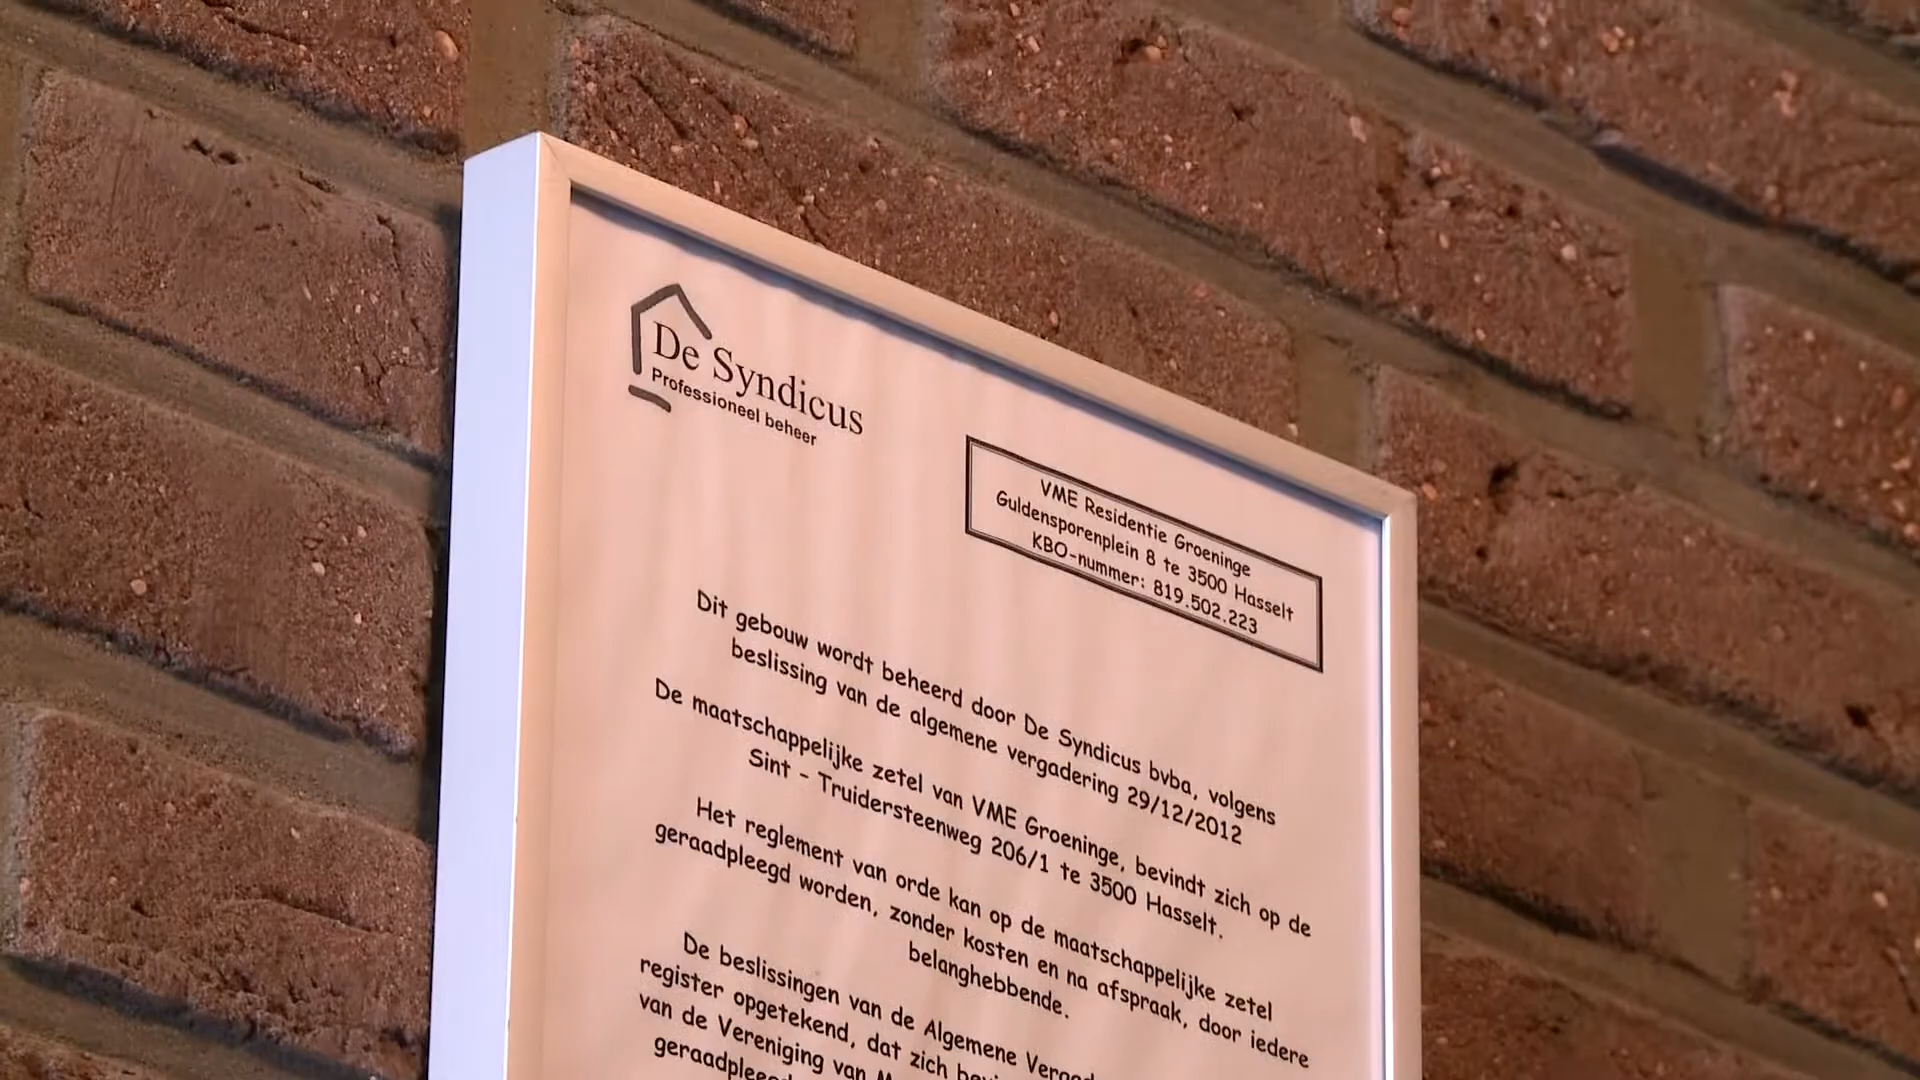 De Syndicus
Professioneel beheer
VME Residentie Groeninge
Guldensporenplein 8 te 3500 Hasselt
KBO-nummer: 819.502.223
Dit gebouw wordt beheerd door De Syndicus bvba, volgens
beslissing van de algemene vergadering 29/12/2012
De maatschappelijke zetel van VME Groeninge, bevindt zich op de
Sint - Truidersteenweg 206/1 te 3500 Hasselt.
Het reglement van orde kan op de maatschappelijke zetel
geraadpleegd worden, zonder kosten en na afspraak, door iedere
belanghebbende.
De beslissingen van de Algemene
register opgetekend, dat zich
van de Vereniging van